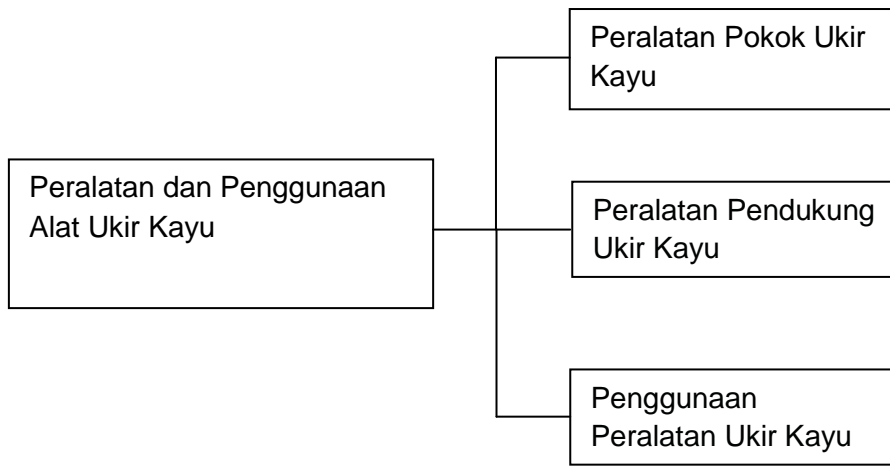 Peralatan Pokok Ukir
Kayu
Peralatan dan Penggunaan
Alat Ukir Kayu
Peralatan Pendukung
Ukir Kayu
Penggunaan
Peralatan Ukir Kayu